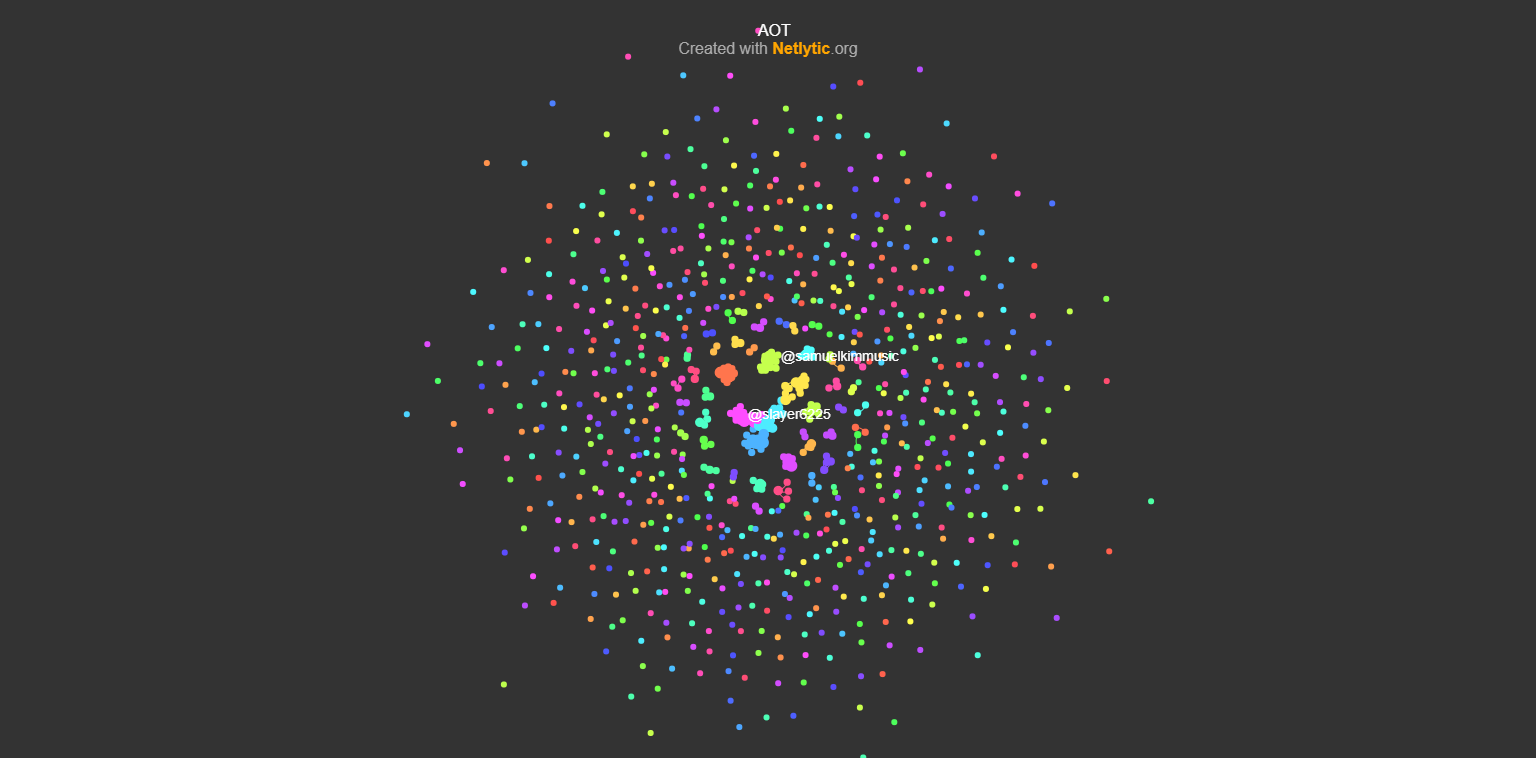 AOT
Created with Netlytic.org
@samuelkimmusic
@slayer6225